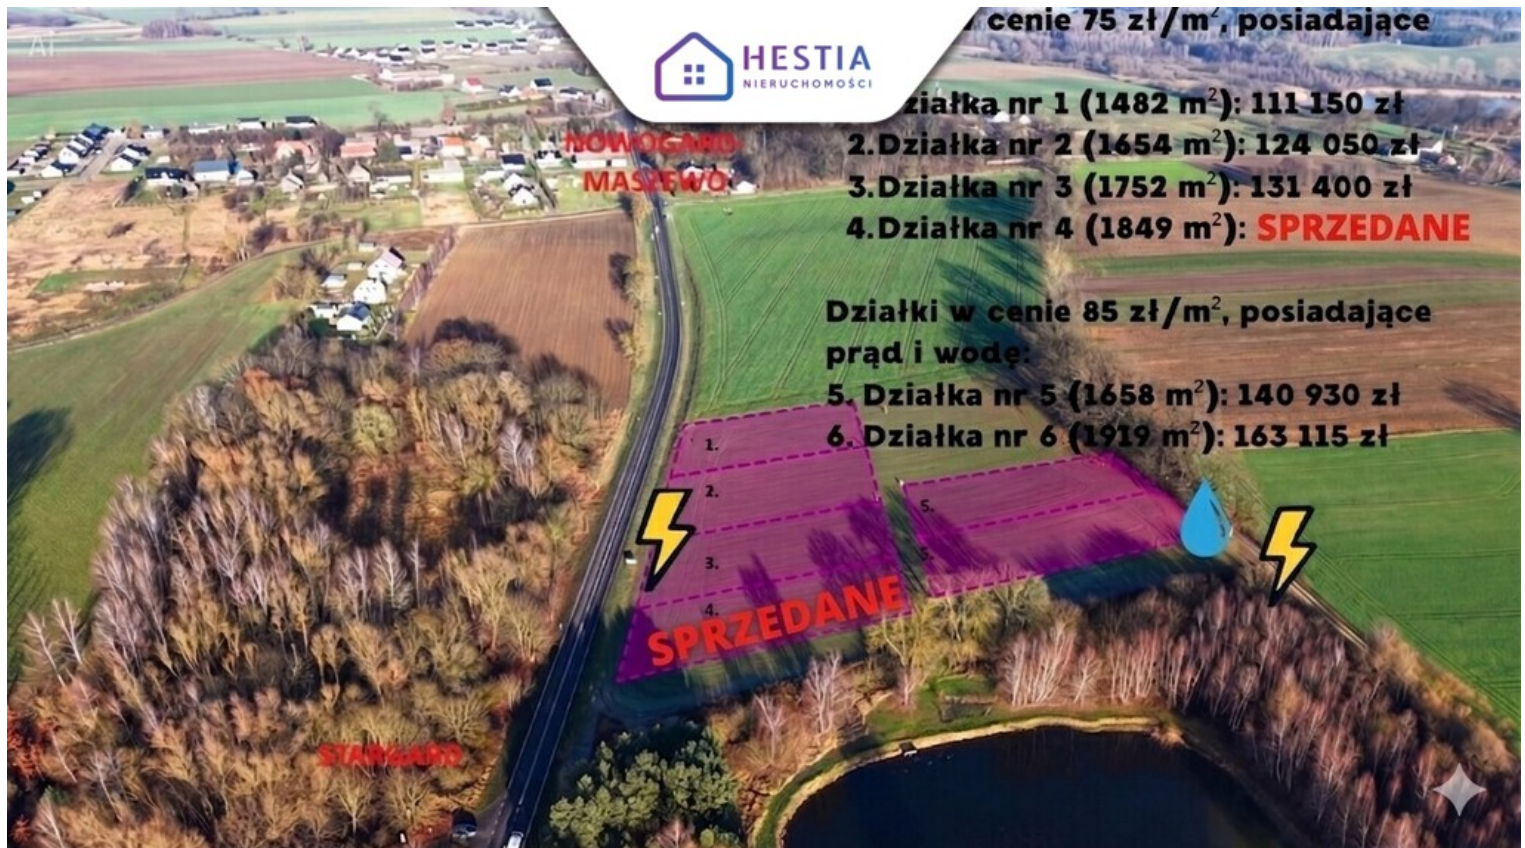 AI
HESTIA
NIERUCHOMOŚCI
cenie 75 zł/m², posiadające
działka nr 1 (1482 m²): 111 150 zł
2.Działka nr 2 (1654 m²): 124 050 zł
3.Działka nr 3 (1752 m²): 131 400 zł
4.Działka nr 4 (1849 m²): SPRZEDANE
Działki w cenie 85 zł/m², posiadające
prąd i wodę:
5. Działka nr 5 (1658 m²): 140 930 zł
6. Działka nr 6 (1919 m²): 163 115 zł
NOWOGARD
MASZEWO
1.
2.
3.
4.
SPRZEDANE
5.
STARGARD